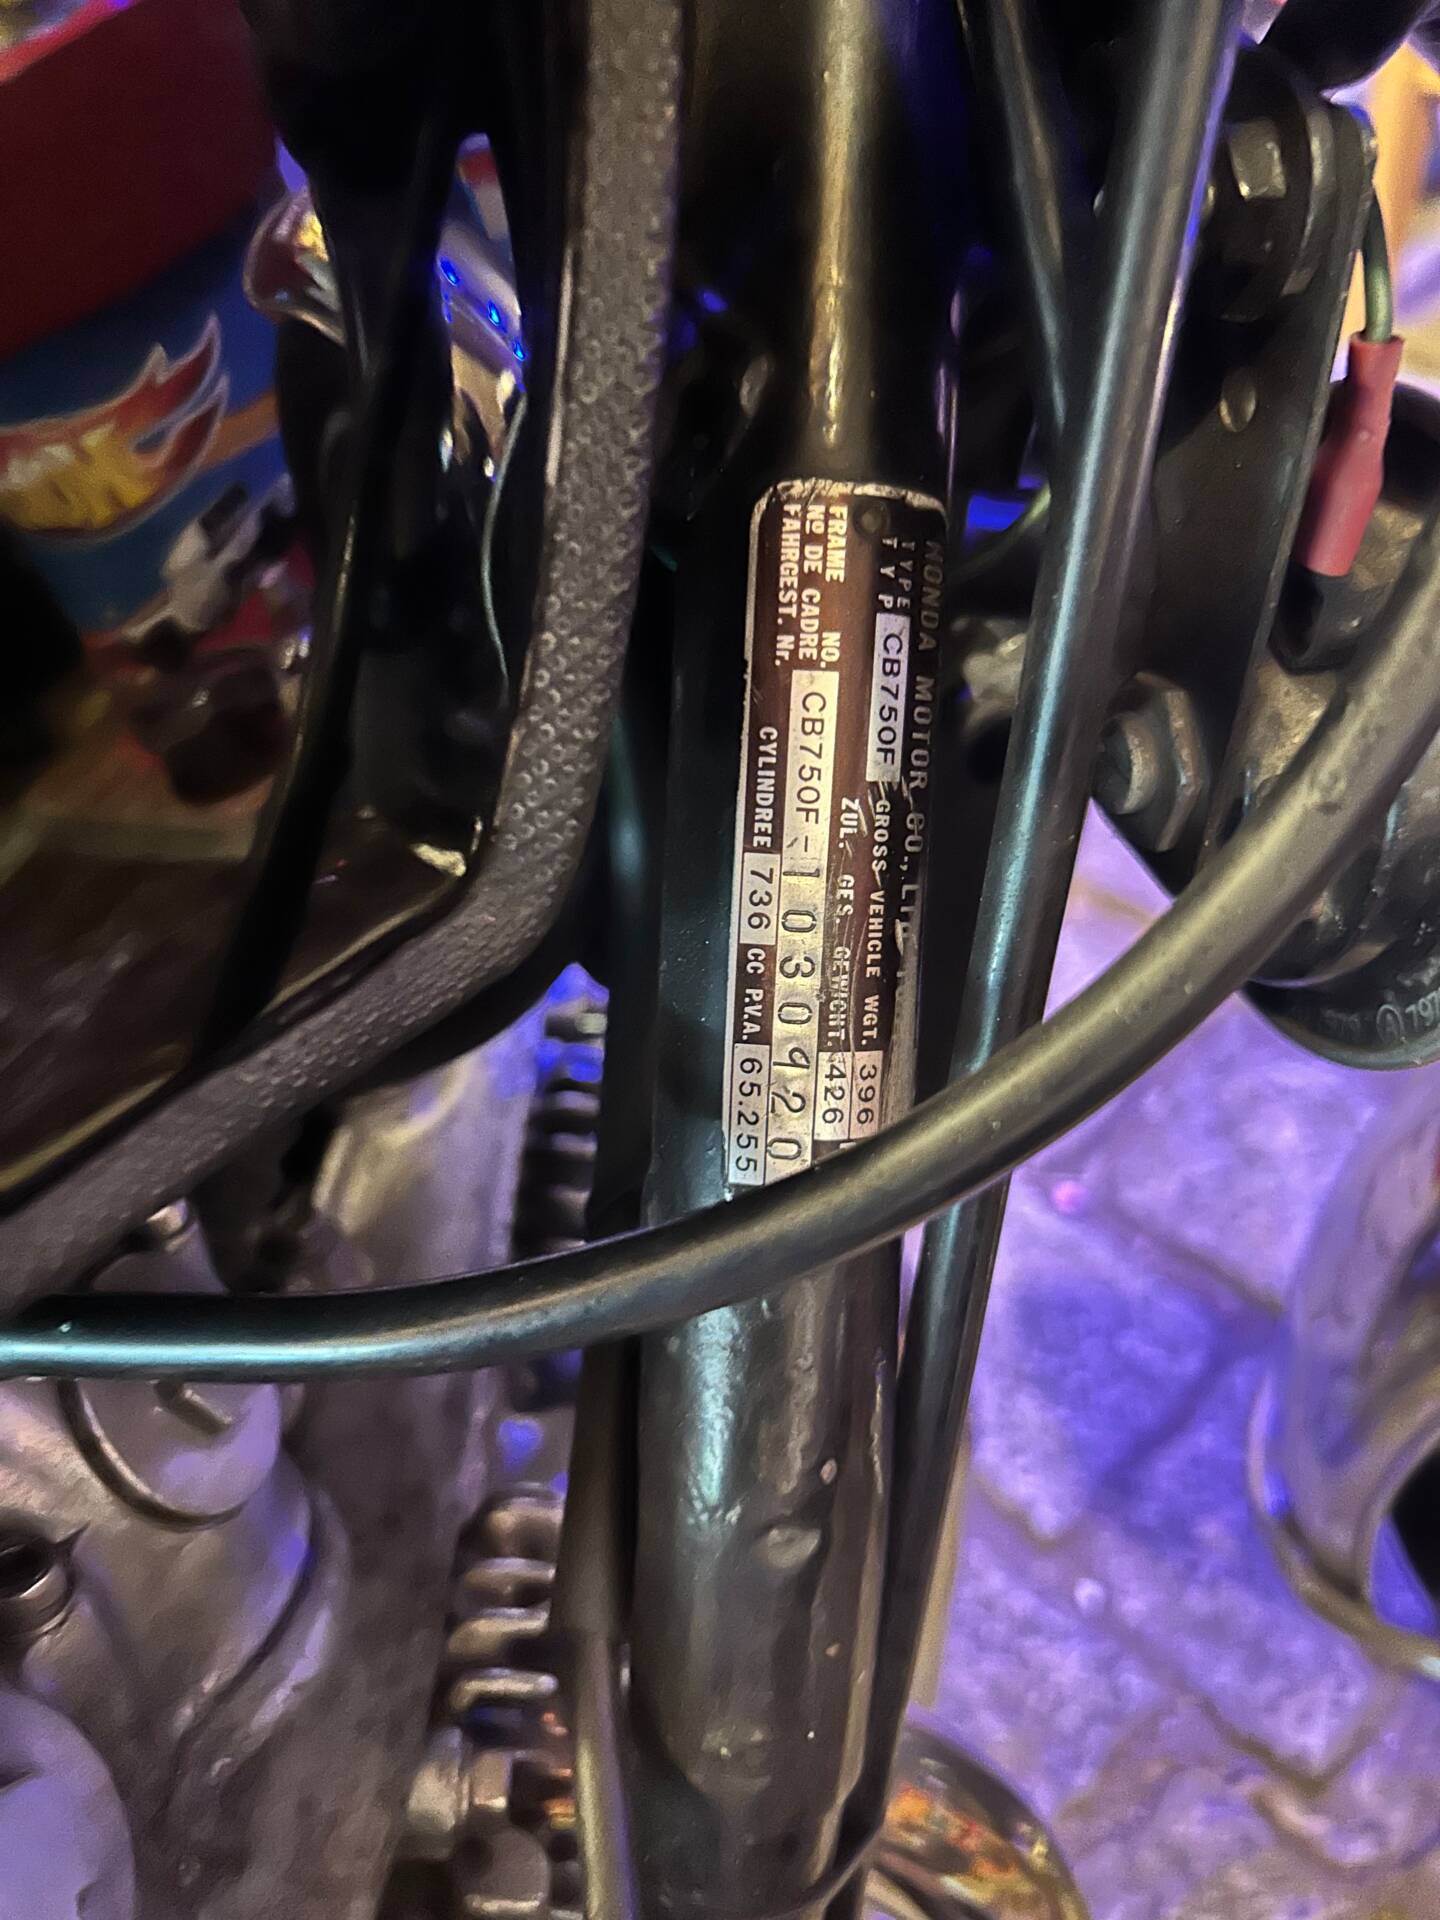 HONDA MOTOR CO., LTD.
TYPE
TYP CB750F
GROSS VEHICLE WGT. 396
ZUL. GES. GEWICHT. 426
FRAME NO.
Nº DE CADRE
FAHRGEST. Nr. CB750F-1030920
CYLINDREE 736 CC P.V.A. 65.255